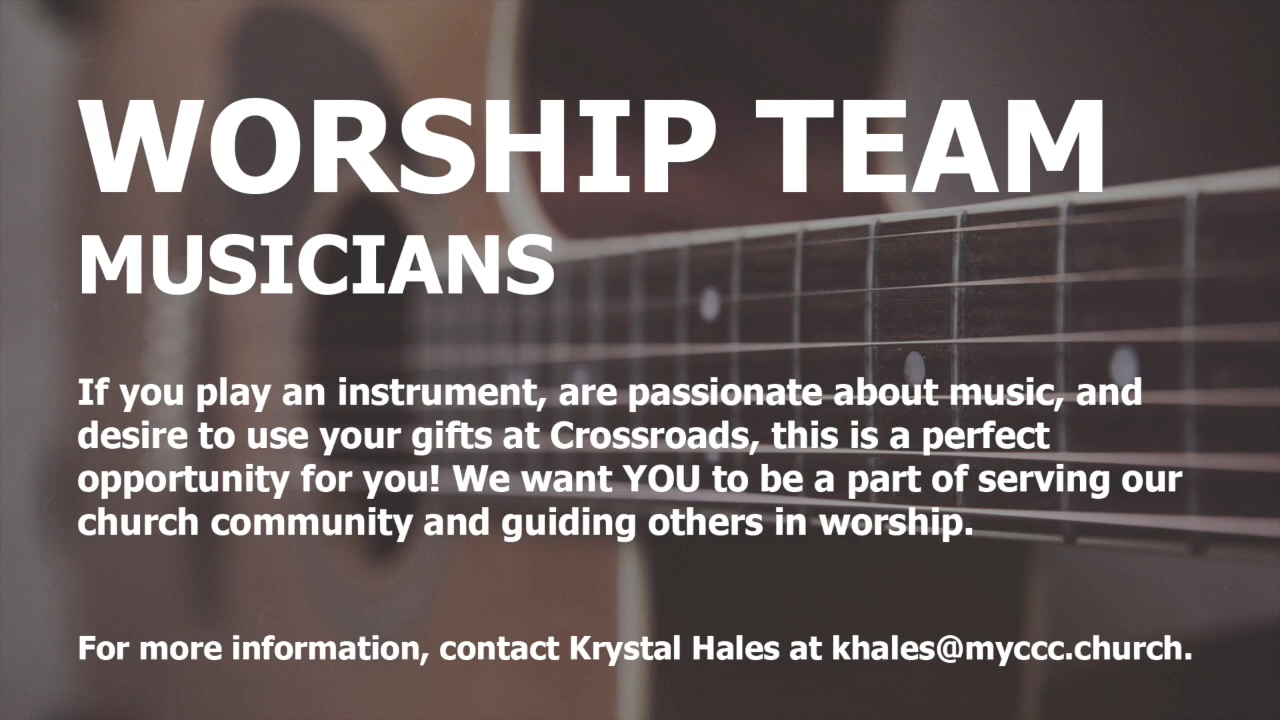 WORSHIP TEAM
MUSICIANS
If you play an instrument, are passionate about music, and
desire to use your gifts at Crossroads, this is a perfect
opportunity for you! We want YOU to be a part of serving our
church community and guiding others in worship.
For more information, contact Krystal Hales at khales@myccc.church.